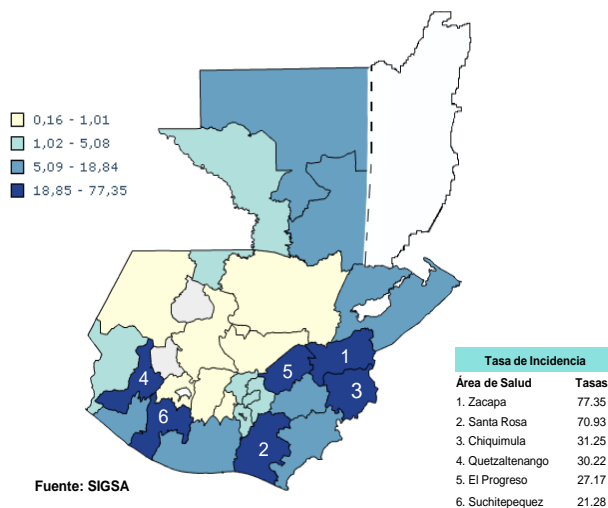 0,16 - 1,01
1,02 - 5,08
5,09 - 18,84
18,85 - 77,35
1
5
4
3
6
2
Tasa de Incidencia
Área de Salud Tasas
1. Zacapa 77.35
2. Santa Rosa 70.93
3. Chiquimula 31.25
4. Quetzaltenango 30.22
5. El Progreso 27.17
6. Suchitepequez 21.28
Fuente: SIGSA